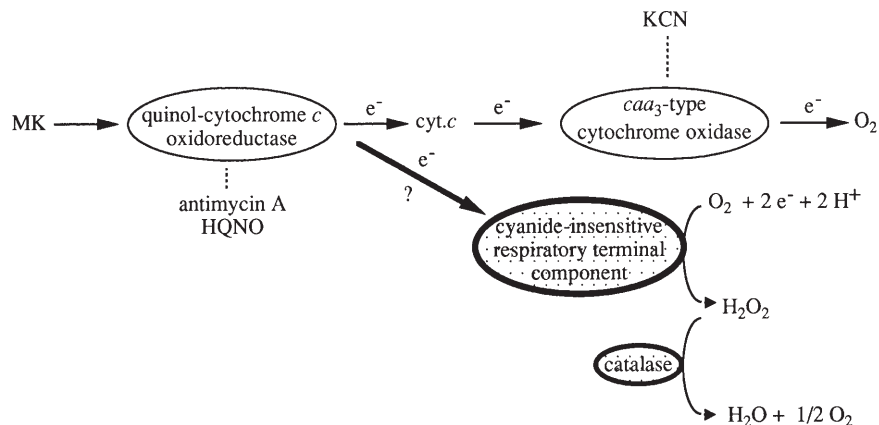 KCN
MK
quinol-cytochrome c
oxidoreductase
e⁻
cyt.c
e⁻
caa₃-type
cytochrome oxidase
e⁻
O₂
e⁻
?
antimycin A
HQNO
cyanide-insensitive
respiratory terminal
component
O₂ + 2 e⁻ + 2 H⁺
H₂O₂
catalase
H₂O + 1/2 O₂